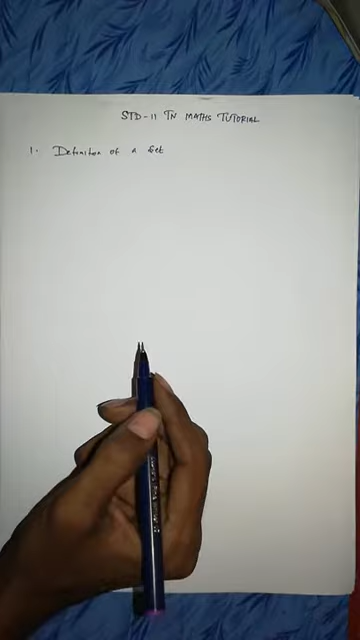 STD-11 TN MATHS TUTORIAL
1. Definition of a Set